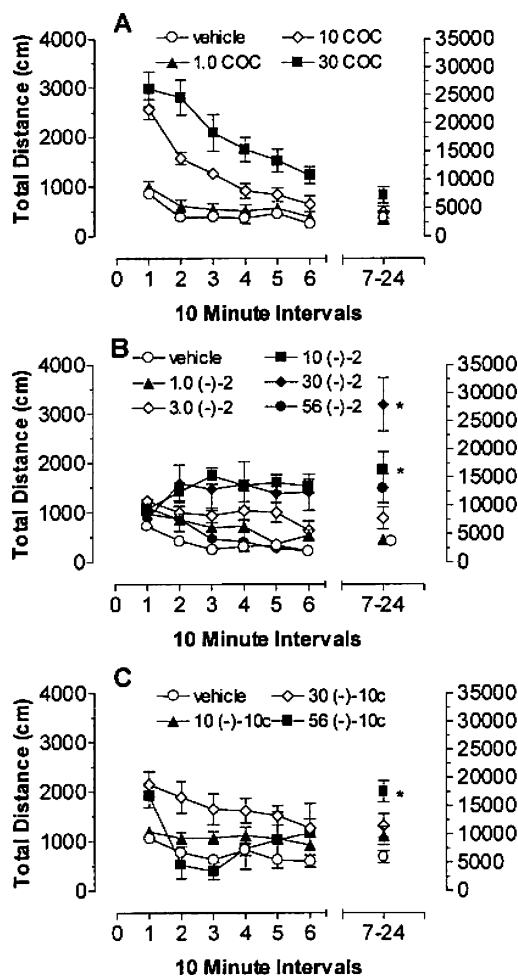 A
vehicle 10 COC
1.0 COC 30 COC
Total Distance (cm)
4000
3000
2000
1000
0
35000
30000
25000
20000
15000
10000
5000
0
0 1 2 3 4 5 6 7-24
10 Minute Intervals
B
vehicle 10 (-)-2
1.0 (-)-2 30 (-)-2
3.0 (-)-2 56 (-)-2
Total Distance (cm)
4000
3000
2000
1000
0
35000
30000
25000
20000
15000
10000
5000
0
*
*
0 1 2 3 4 5 6 7-24
10 Minute Intervals
C
vehicle 30 (-)-10c
10 (-)-10c 56 (-)-10c
Total Distance (cm)
4000
3000
2000
1000
0
35000
30000
25000
20000
15000
10000
5000
0
*
0 1 2 3 4 5 6 7-24
10 Minute Intervals